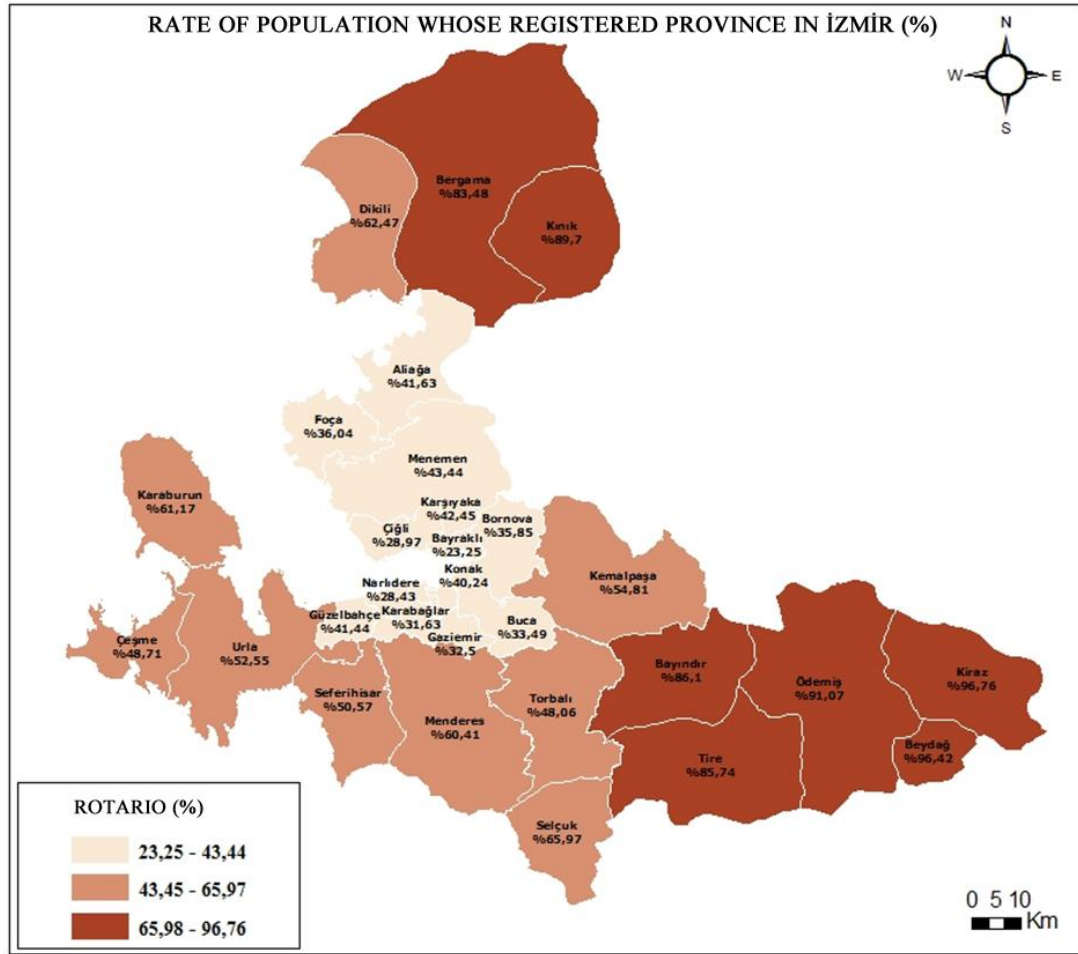 RATE OF POPULATION WHOSE REGISTERED PROVINCE IN İZMİR (%)
N
W
E
S
Bergama
%83,48
Dikili
%62,47
Kınık
%89,7
Aliağa
%41,63
Foça
%36,04
Menemen
%43,44
Karaburun
%61,17
Karşıyaka
%42,45
Bornova
%35,85
Çiğli
%28,97
Bayraklı
%23,25
Konak
%40,24
Kemalpaşa
%54,81
Narlıdere
%28,43
Güzelbahçe
%41,44
Karabağlar
%31,63
Buca
%33,49
Gaziemir
%32,5
Çeşme
%48,71
Urla
%52,55
Bayındır
%86,1
Ödemiş
%91,07
Kiraz
%96,76
Seferihisar
%50,57
Torbalı
%48,06
Menderes
%60,41
Beydağ
%96,42
Tire
%85,74
Selçuk
%65,97
ROTARIO (%)
23,25 - 43,44
43,45 - 65,97
65,98 - 96,76
0 5 10
Km